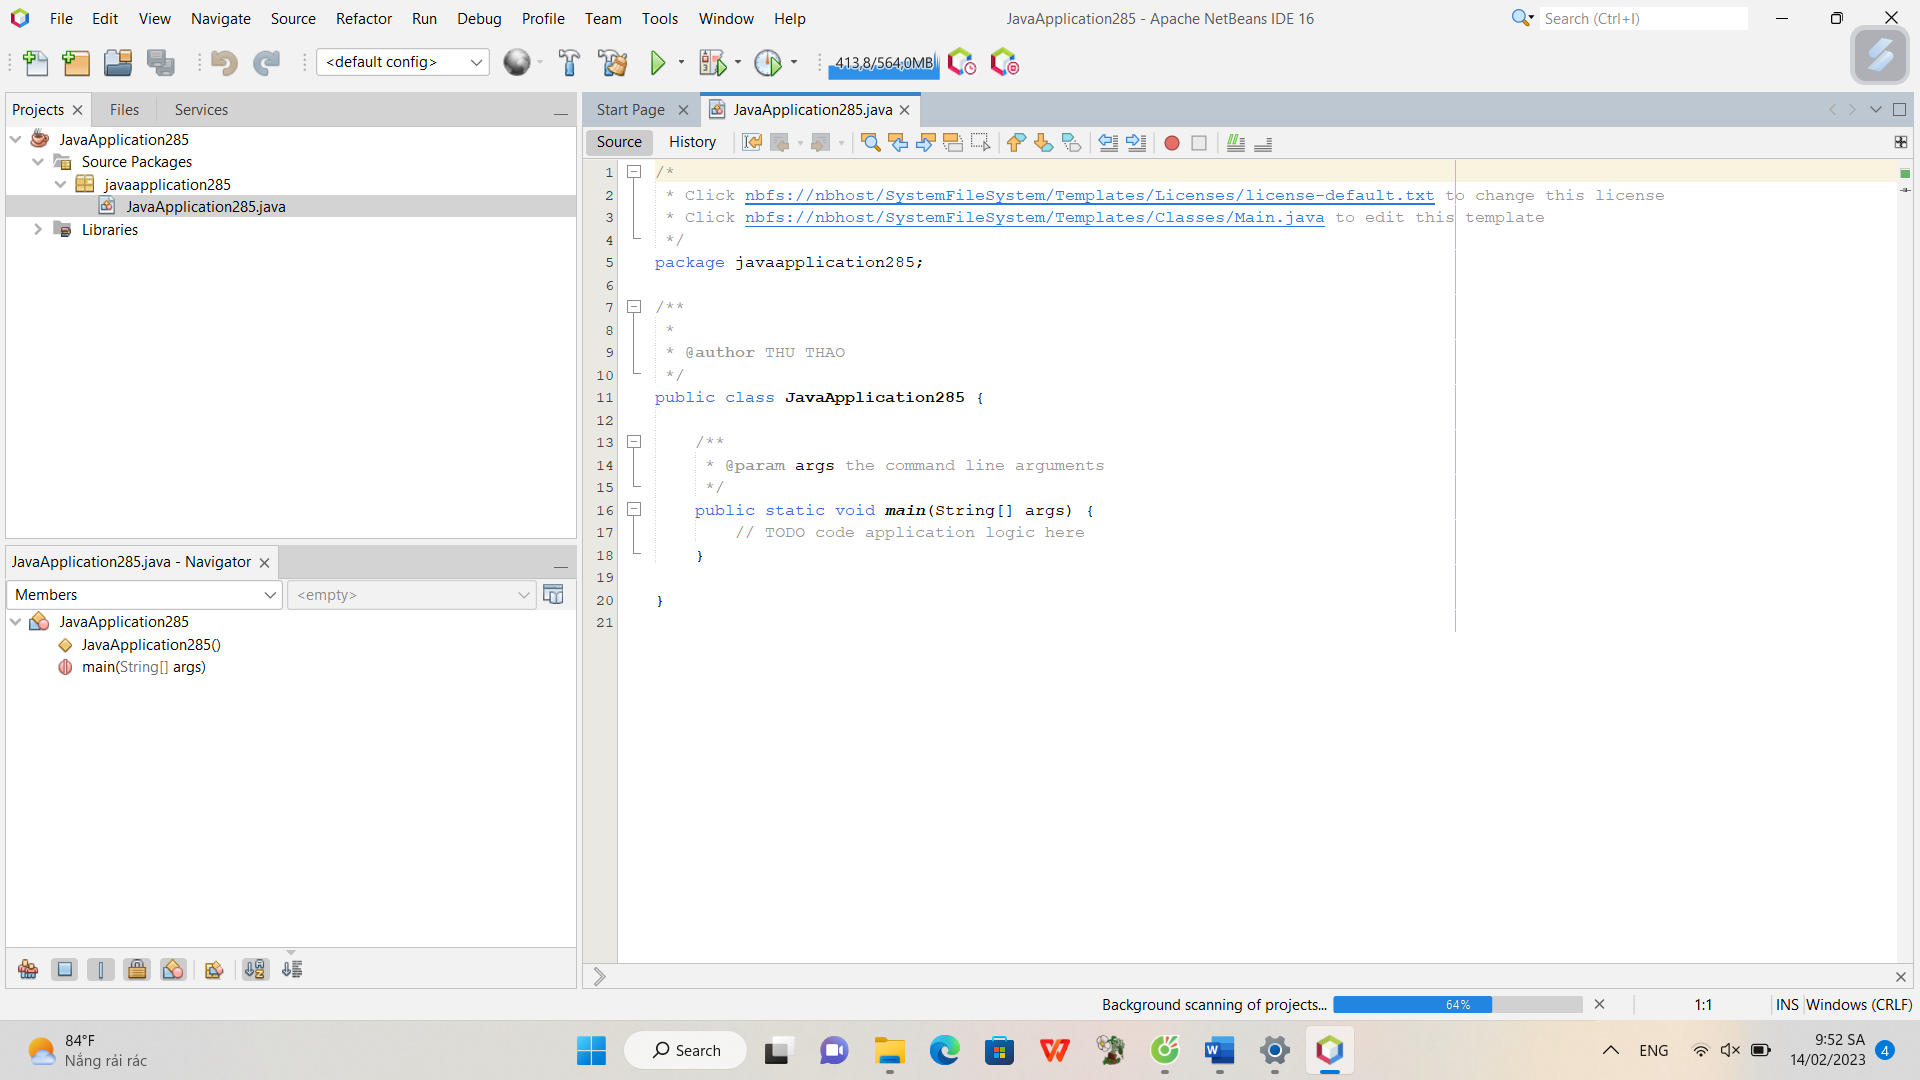 File Edit View Navigate Source Refactor Run Debug Profile Team Tools Window Help
JavaApplication285 - Apache NetBeans IDE 16
Search (Ctrl+I)
<default config>
413,8/564,0MB
Projects Files Services
JavaApplication285
Source Packages
javaapplication285
JavaApplication285.java
Libraries
JavaApplication285.java - Navigator
Members
<empty>
JavaApplication285
JavaApplication285()
main(String[] args)
Start Page JavaApplication285.java
Source History
1 /*
2 * Click nbfs://nbhost/SystemFileSystem/Templates/Licenses/license-default.txt to change this license
3 * Click nbfs://nbhost/SystemFileSystem/Templates/Classes/Main.java to edit this template
4 */
5 package javaapplication285;
6
7 /**
8 *
9 * @author THU THAO
10 */
11 public class JavaApplication285 {
12
13 /**
14 * @param args the command line arguments
15 */
16 public static void main(String[] args) {
17 // TODO code application logic here
18 }
19
20 }
21
Background scanning of projects... 64% 1:1 INS Windows (CRLF)
84°F
Nắng rải rác
Search
ENG
9:52 SA
14/02/2023
4